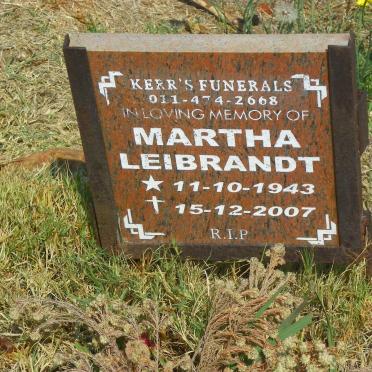 KERR'S FUNERALS
011-474-2668
IN LOVING MEMORY OF
MARTHA
LEIBRANDT
11-10-1943
15-12-2007
R.I.P